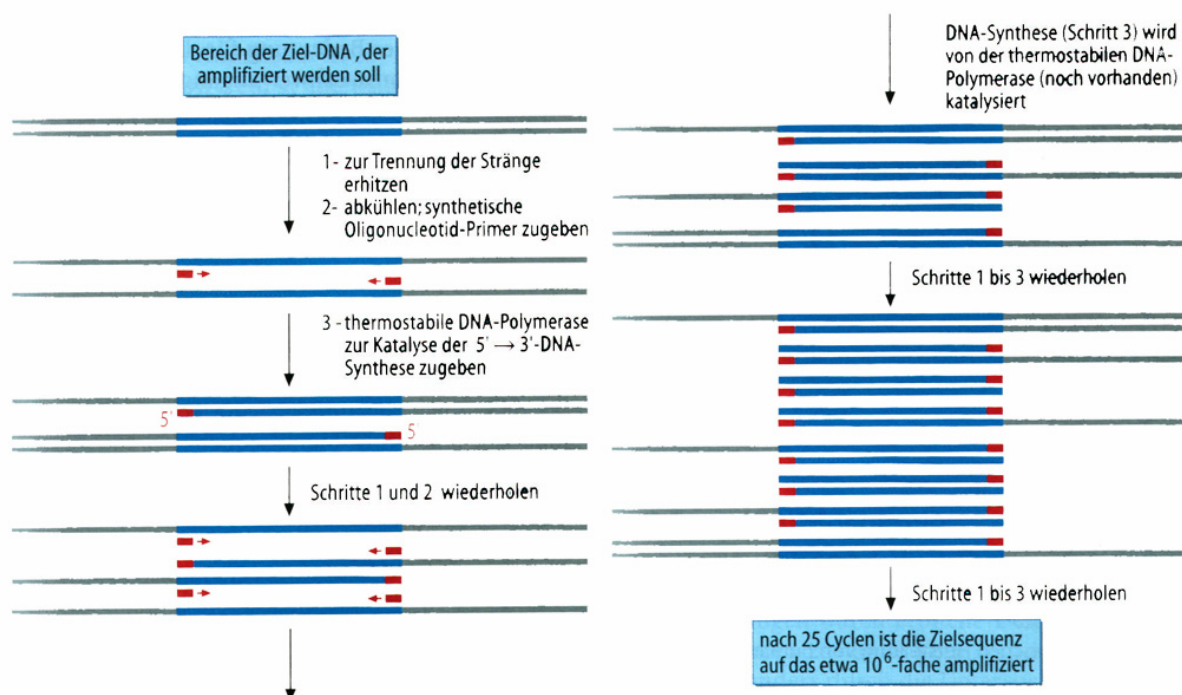 Bereich der Ziel-DNA , der
amplifiziert werden soll
1- zur Trennung der Stränge
erhitzen
2- abkühlen; synthetische
Oligonucleotid-Primer zugeben
3 - thermostabile DNA-Polymerase
zur Katalyse der 5' → 3'-DNA-
Synthese zugeben
5'
5'
Schritte 1 und 2 wiederholen
DNA-Synthese (Schritt 3) wird
von der thermostabilen DNA-
Polymerase (noch vorhanden)
katalysiert
Schritte 1 bis 3 wiederholen
Schritte 1 bis 3 wiederholen
nach 25 Cyclen ist die Zielsequenz
auf das etwa 10⁶-fache amplifiziert